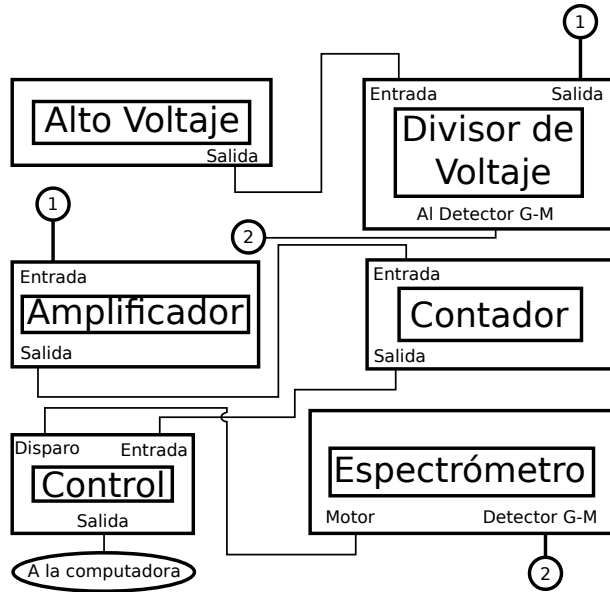 1
Alto Voltaje
Salida
Entrada
Salida
Divisor de
Voltaje
Al Detector G-M
1
2
Entrada
Amplificador
Salida
Entrada
Contador
Salida
Disparo
Entrada
Control
Salida
A la computadora
Espectrómetro
Motor
Detector G-M
2